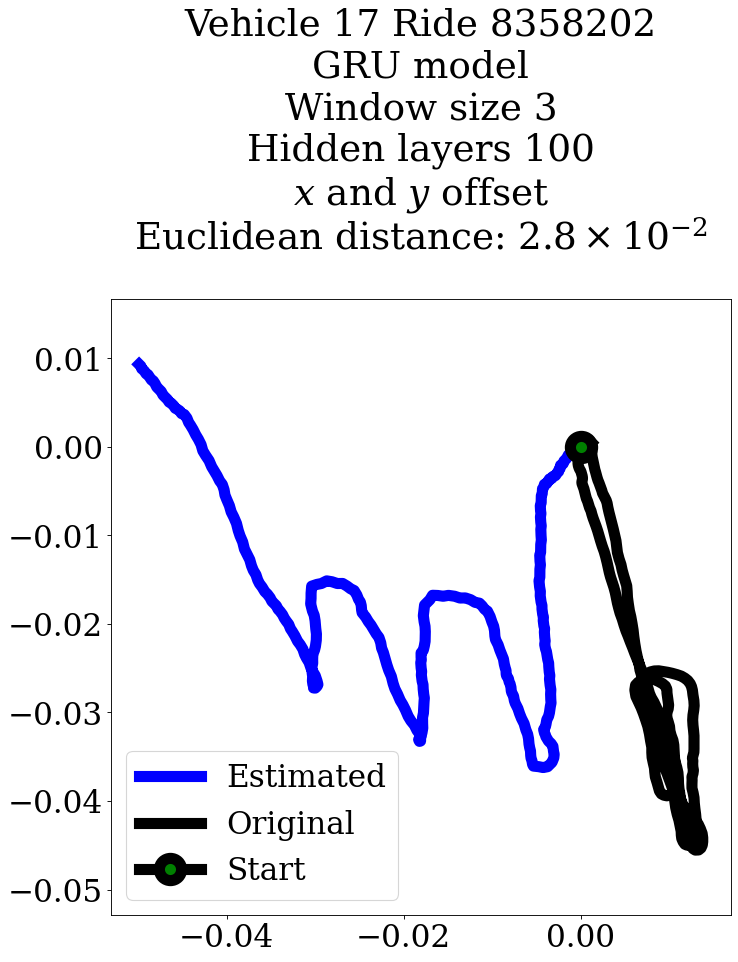 Vehicle 17 Ride 8358202
GRU model
Window size 3
Hidden layers 100
x and y offset
Euclidean distance: 2.8 × 10⁻²
0.01
0.00
−0.01
−0.02
−0.03
−0.04
−0.05
Estimated
Original
Start
−0.04
−0.02
0.00